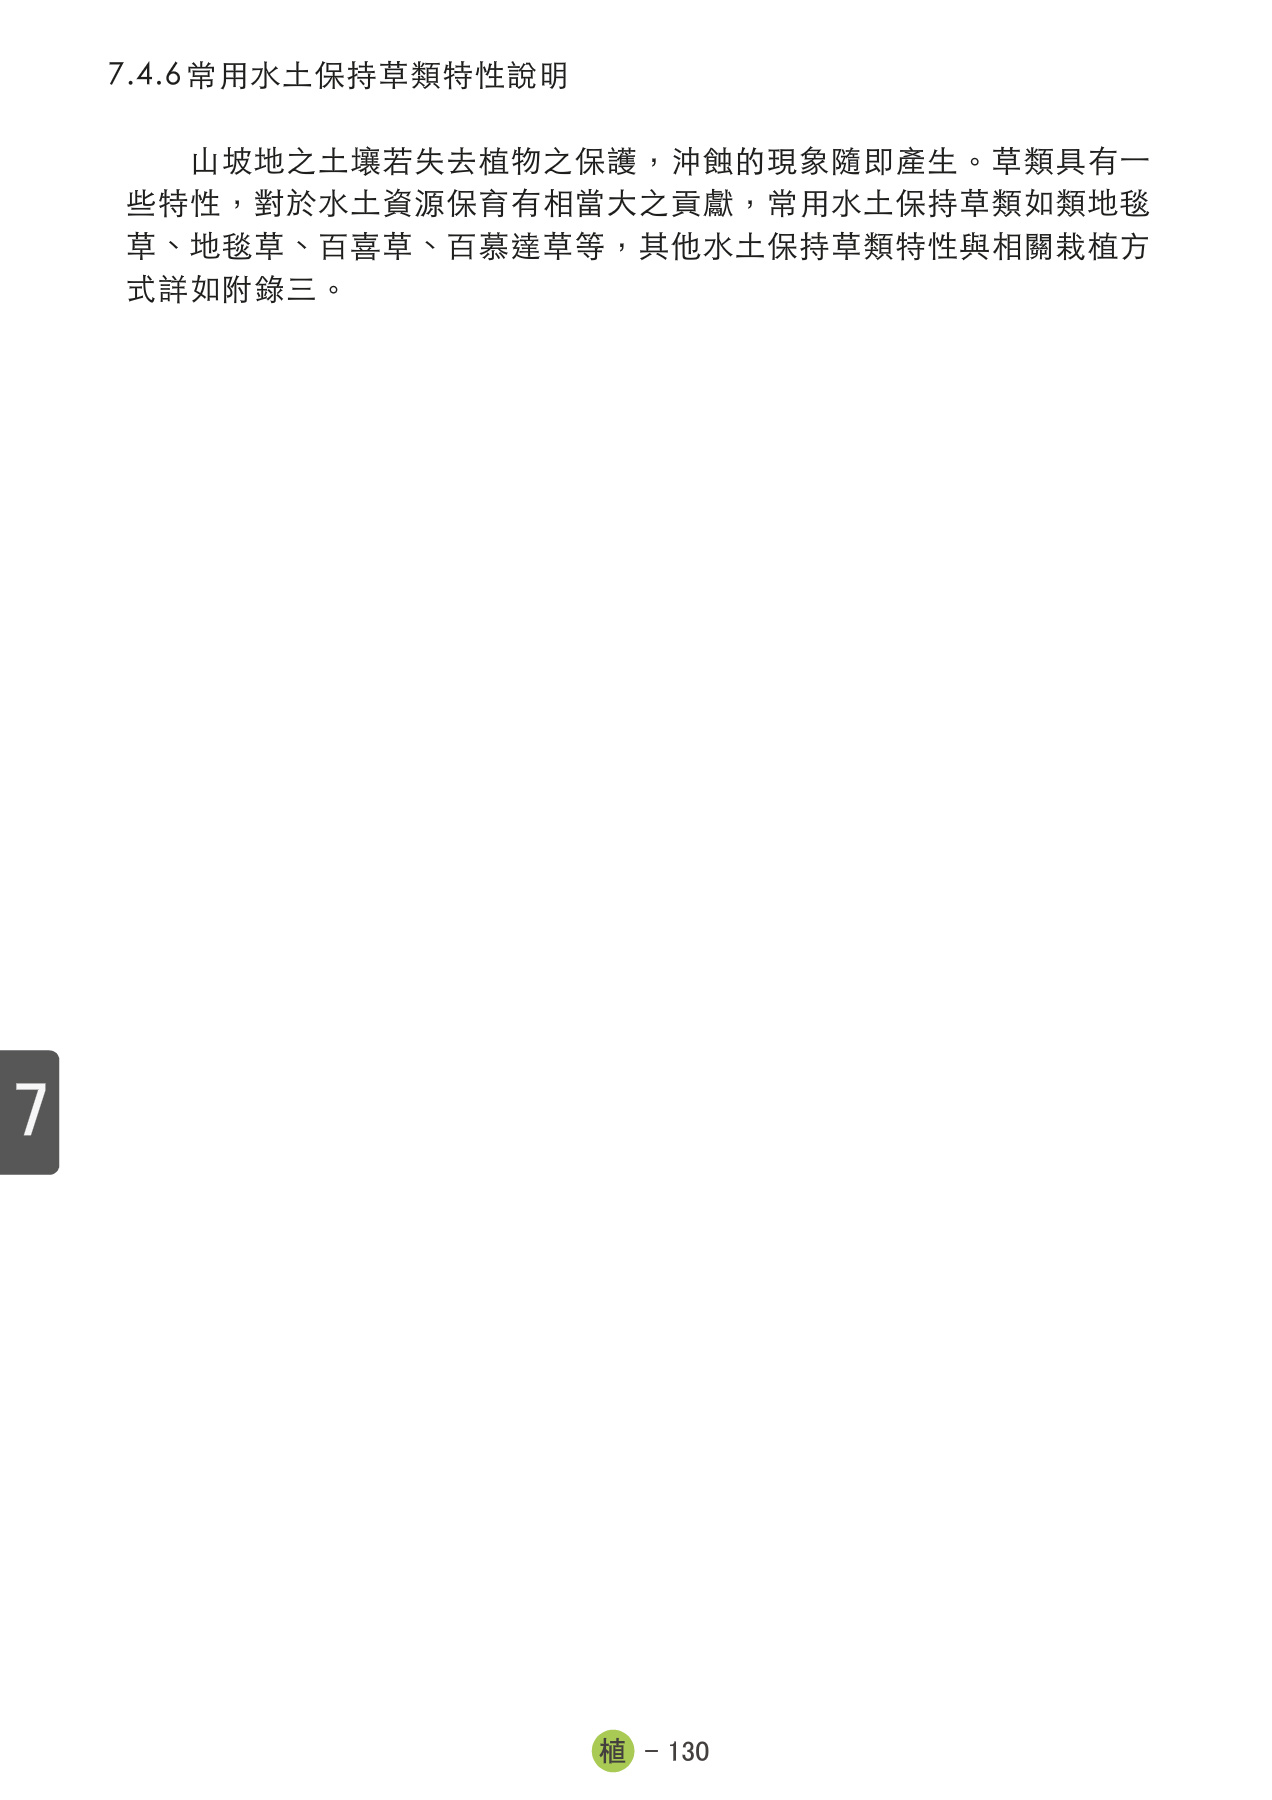 7.4.6常用水土保持草類特性說明
山坡地之土壤若失去植物之保護，沖蝕的現象隨即產生。草類具有一
些特性，對於水土資源保育有相當大之貢獻，常用水土保持草類如類地毯
草、地毯草、百喜草、百慕達草等，其他水土保持草類特性與相關栽植方
式詳如附錄三。
7
植 – 130